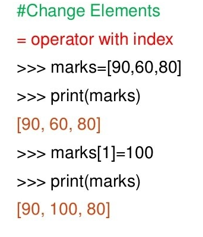 #Change Elements
= operator with index
>>> marks=[90,60,80]
>>> print(marks)
[90, 60, 80]
>>> marks[1]=100
>>> print(marks)
[90, 100, 80]